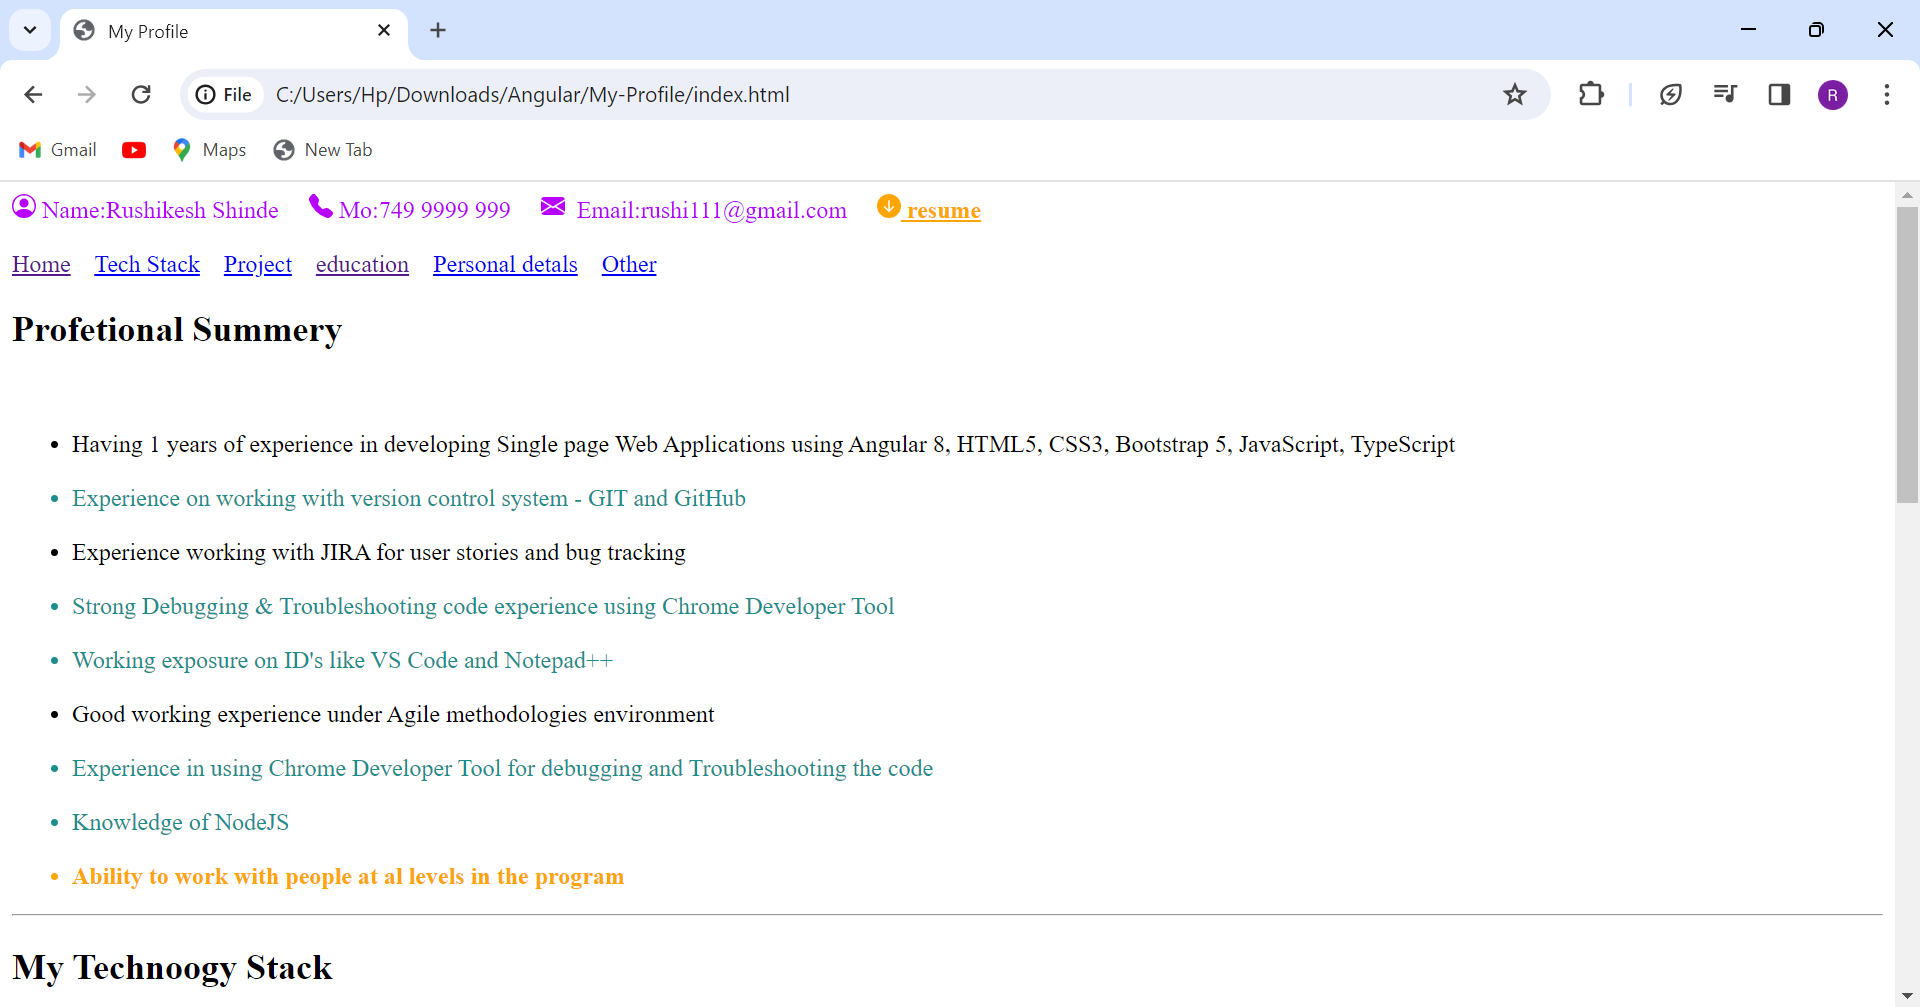 My Profile
File C:/Users/Hp/Downloads/Angular/My-Profile/index.html R
Gmail Maps New Tab
Name:Rushikesh Shinde Mo:749 9999 999 Email:rushi111@gmail.com resume
Home Tech Stack Project education Personal detals Other
Profetional Summery
• Having 1 years of experience in developing Single page Web Applications using Angular 8, HTML5, CSS3, Bootstrap 5, JavaScript, TypeScript
• Experience on working with version control system - GIT and GitHub
• Experience working with JIRA for user stories and bug tracking
• Strong Debugging & Troubleshooting code experience using Chrome Developer Tool
• Working exposure on ID's like VS Code and Notepad++
• Good working experience under Agile methodologies environment
• Experience in using Chrome Developer Tool for debugging and Troubleshooting the code
• Knowledge of NodeJS
• Ability to work with people at al levels in the program
My Technoogy Stack